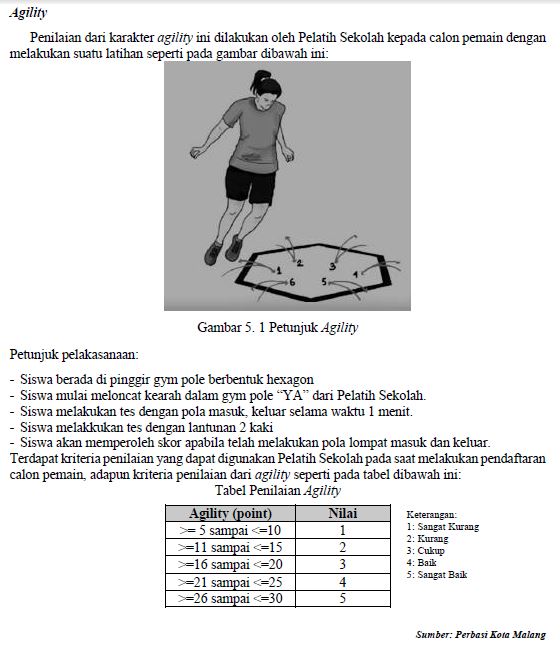 Agility
Penilaian dari karakter agility ini dilakukan oleh Pelatih Sekolah kepada calon pemain dengan
melakukan suatu latihan seperti pada gambar dibawah ini:
1
2
3
4
5
6
Gambar 5. 1 Petunjuk Agility
Petunjuk pelakasanaan:
- Siswa berada di pinggir gym pole berbentuk hexagon
- Siswa mulai meloncat kearah dalam gym pole “YA” dari Pelatih Sekolah.
- Siswa melakukan tes dengan pola masuk, keluar selama waktu 1 menit.
- Siswa melakkukan tes dengan lantunan 2 kaki
- Siswa akan memperoleh skor apabila telah melakukan pola lompat masuk dan keluar.
Terdapat kriteria penilaian yang dapat digunakan Pelatih Sekolah pada saat melakukan pendaftaran
calon pemain, adapun kriteria penilaian dari agility seperti pada tabel dibawah ini:
Tabel Penilaian Agility
Agility (point) Nilai
>= 5 sampai <=10 1
>=11 sampai <=15 2
>=16 sampai <=20 3
>=21 sampai <=25 4
>=26 sampai <=30 5
Keterangan:
1: Sangat Kurang
2: Kurang
3: Cukup
4: Baik
5: Sangat Baik
Sumber: Perbasi Kota Malang